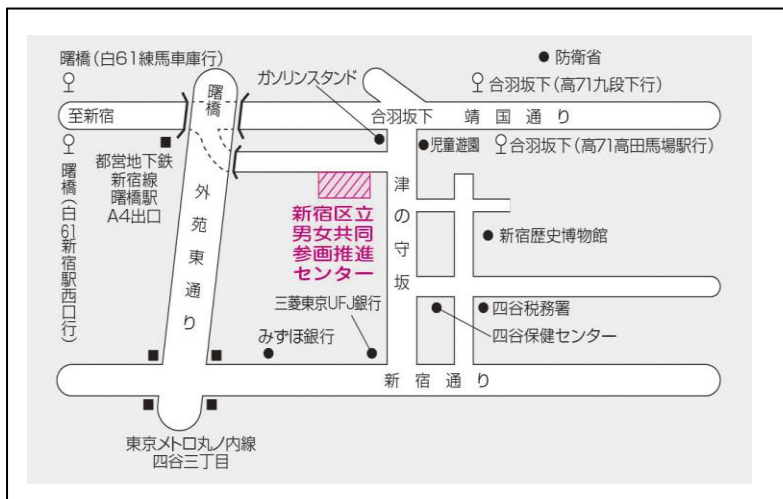 曙橋(白61練馬車庫行)
防衛省
ガソリンスタンド
合羽坂下(高71九段下行)
曙橋
至新宿
合羽坂下
靖国通り
児童遊園
合羽坂下(高71高田馬場駅行)
都営地下鉄
新宿線
曙橋駅
A4出口
曙橋(白61新宿駅西口行)
外苑東通り
新宿区立
男女共同
参画推進
センター
津の守坂
新宿歴史博物館
三菱東京UFJ銀行
みずほ銀行
四谷税務署
四谷保健センター
新宿通り
東京メトロ丸ノ内線
四谷三丁目